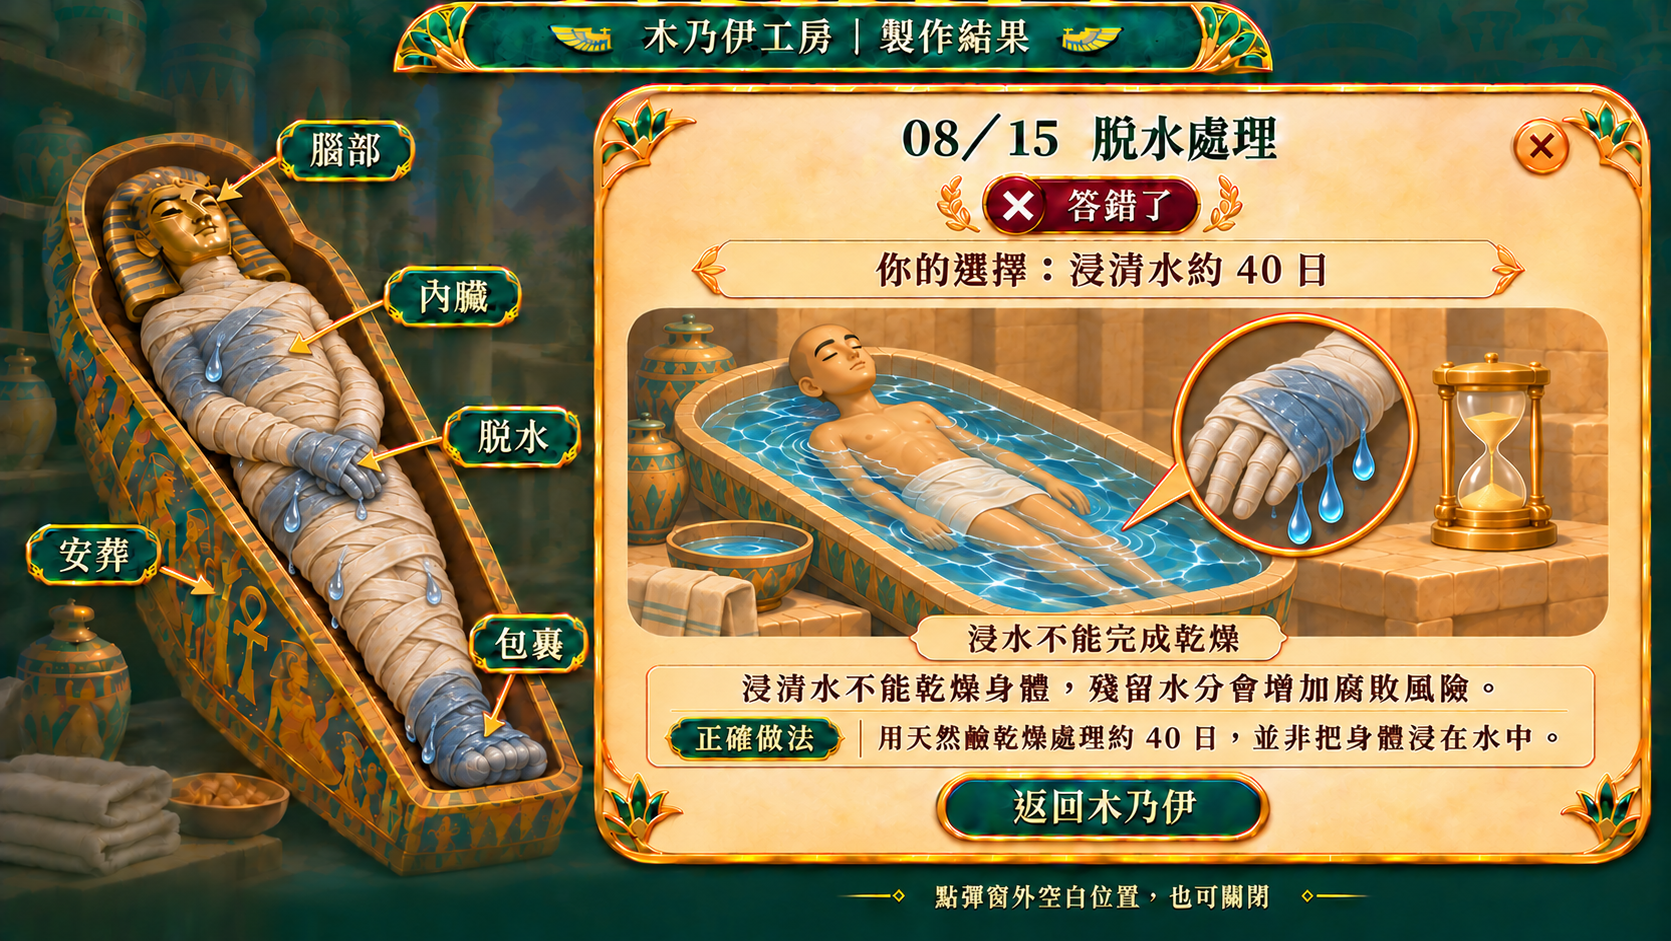 木乃伊工房｜製作結果
腦部
內臟
脫水
安葬
包裹
08／15 脫水處理
答錯了
你的選擇：浸清水約 40 日
浸水不能完成乾燥
浸清水不能乾燥身體，殘留水分會增加腐敗風險。
正確做法
用天然鹼乾燥處理約 40 日，並非把身體浸在水中。
返回木乃伊
點彈窗外空白位置，也可關閉